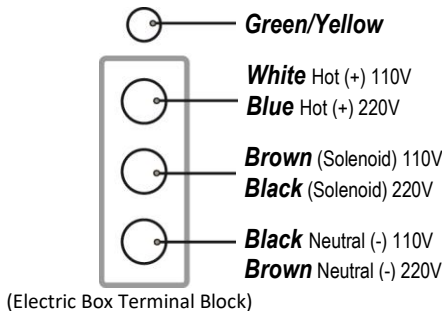 Green/Yellow
White Hot (+) 110V
Blue Hot (+) 220V
Brown (Solenoid) 110V
Black (Solenoid) 220V
Black Neutral (-) 110V
Brown Neutral (-) 220V
(Electric Box Terminal Block)